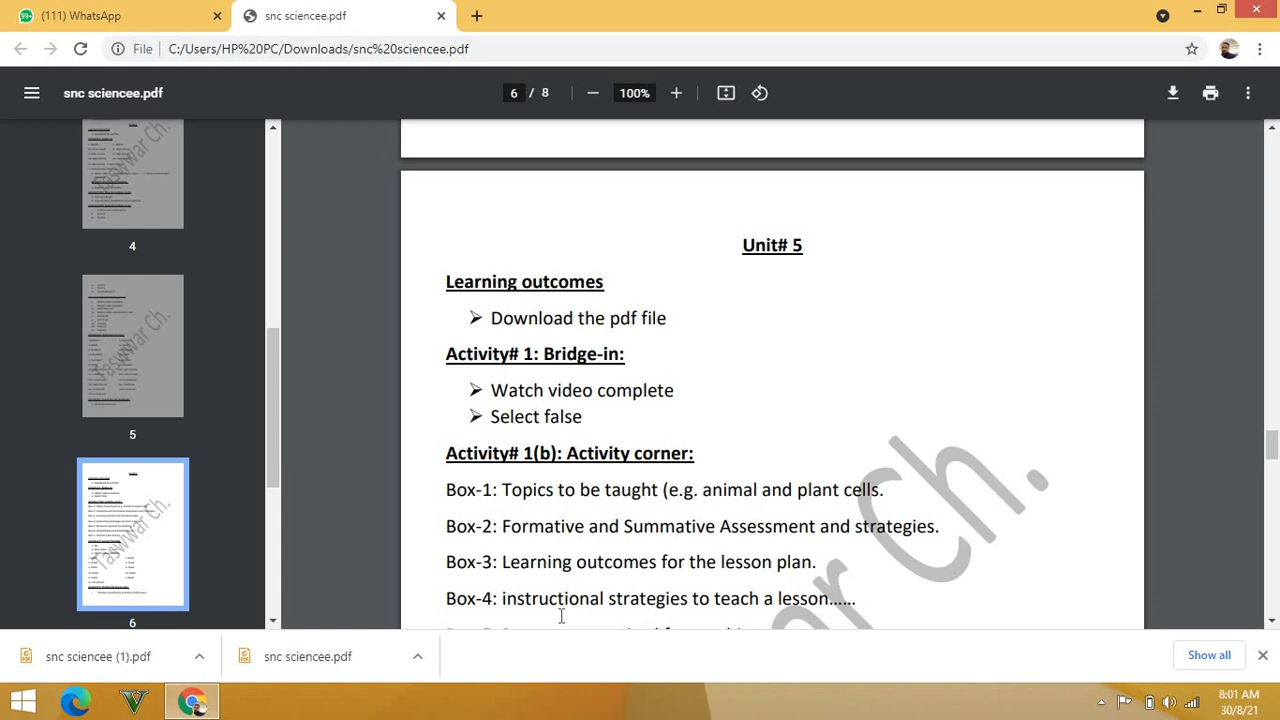 (111) WhatsApp
snc sciencee.pdf
File
C:/Users/HP%20PC/Downloads/snc%20sciencee.pdf
snc sciencee.pdf
6 / 8
100%
4
5
6
Unit# 5
Learning outcomes
➢ Download the pdf file
Activity# 1: Bridge-in:
➢ Watch video complete
➢ Select false
Activity# 1(b): Activity corner:
Box-1: Topics to be taught (e.g. animal and plant cells.
Box-2: Formative and Summative Assessment and strategies.
Box-3: Learning outcomes for the lesson plan.
Box-4: instructional strategies to teach a lesson……
Ch.
snc sciencee (1).pdf
snc sciencee.pdf
Show all
8:01 AM
30/8/21